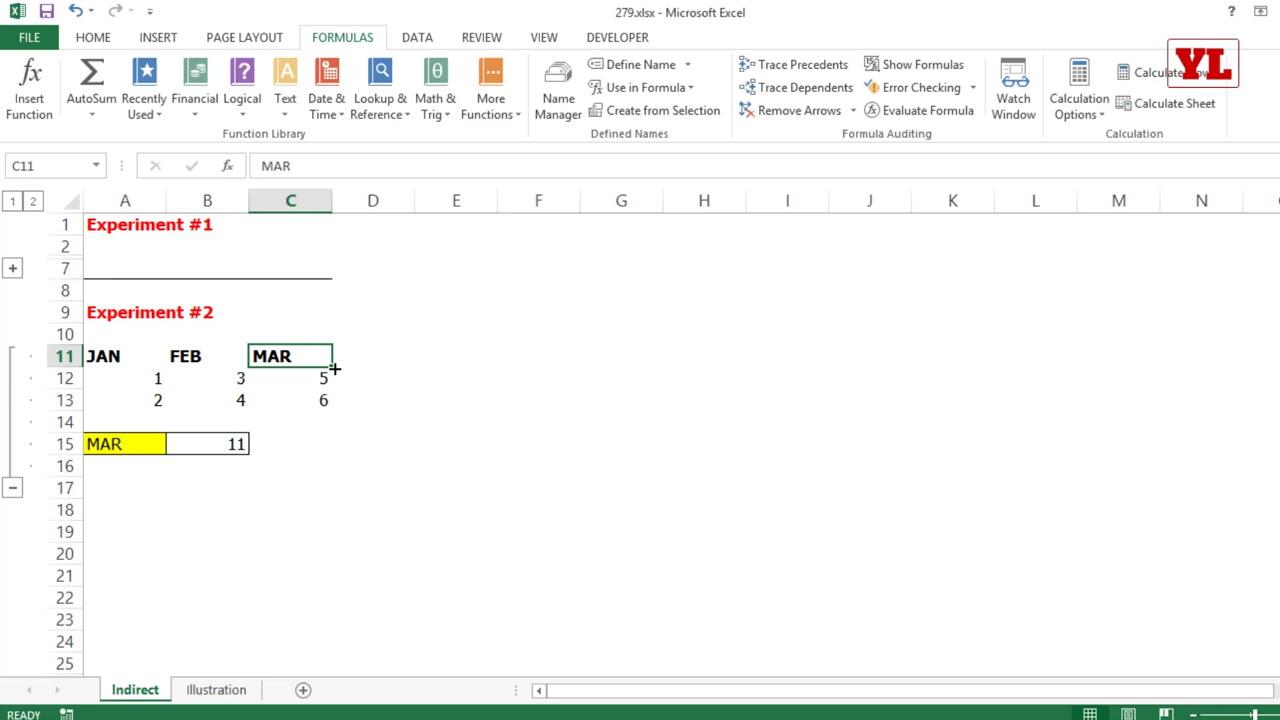 279.xlsx - Microsoft Excel
FILE HOME INSERT PAGE LAYOUT FORMULAS DATA REVIEW VIEW DEVELOPER
YL
fx Insert Function
AutoSum
Recently Used
Financial
Logical
Text
Date & Time
Lookup & Reference
Math & Trig
More Functions
Function Library
Name Manager
Define Name
Use in Formula
Create from Selection
Defined Names
Trace Precedents
Trace Dependents
Remove Arrows
Show Formulas
Error Checking
Evaluate Formula
Formula Auditing
Watch Window
Calculation Options
Calculate
Calculate Sheet
Calculation
C11 fx MAR
1 2 A B C D E F G H I J K L M N
1 Experiment #1
2
7
8
9 Experiment #2
10
11 JAN FEB MAR
12 1 3 5
13 2 4 6
14
15 MAR 11
16
17
18
19
20
21
22
23
24
25
Indirect Illustration
READY